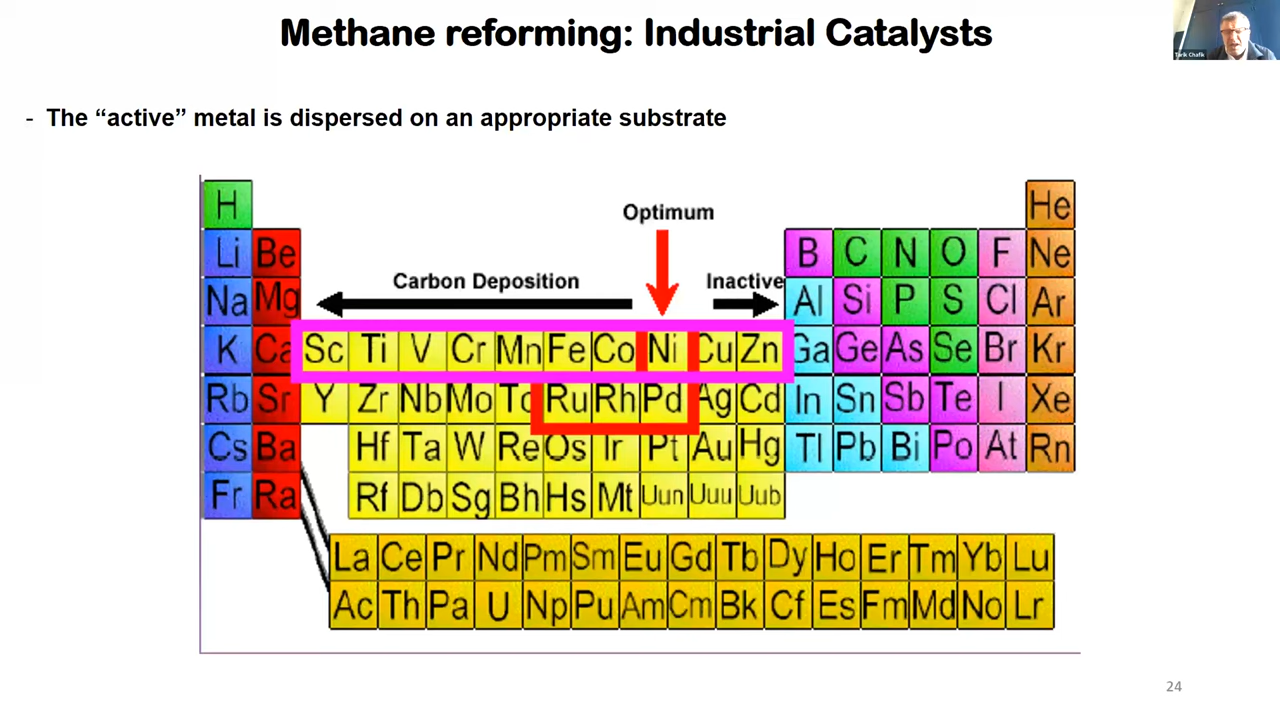 Methane reforming: Industrial Catalysts
Tarik Chafik
- The “active” metal is dispersed on an appropriate substrate
Optimum
Carbon Deposition
Inactive
H He
Li Be B C N O F Ne
Na Mg Al Si P S Cl Ar
K Ca Sc Ti V Cr Mn Fe Co Ni Cu Zn Ga Ge As Se Br Kr
Rb Sr Y Zr Nb Mo Tc Ru Rh Pd Ag Cd In Sn Sb Te I Xe
Cs Ba Hf Ta W Re Os Ir Pt Au Hg Tl Pb Bi Po At Rn
Fr Ra Rf Db Sg Bh Hs Mt Uun Uuu Uub
La Ce Pr Nd Pm Sm Eu Gd Tb Dy Ho Er Tm Yb Lu
Ac Th Pa U Np Pu Am Cm Bk Cf Es Fm Md No Lr
24